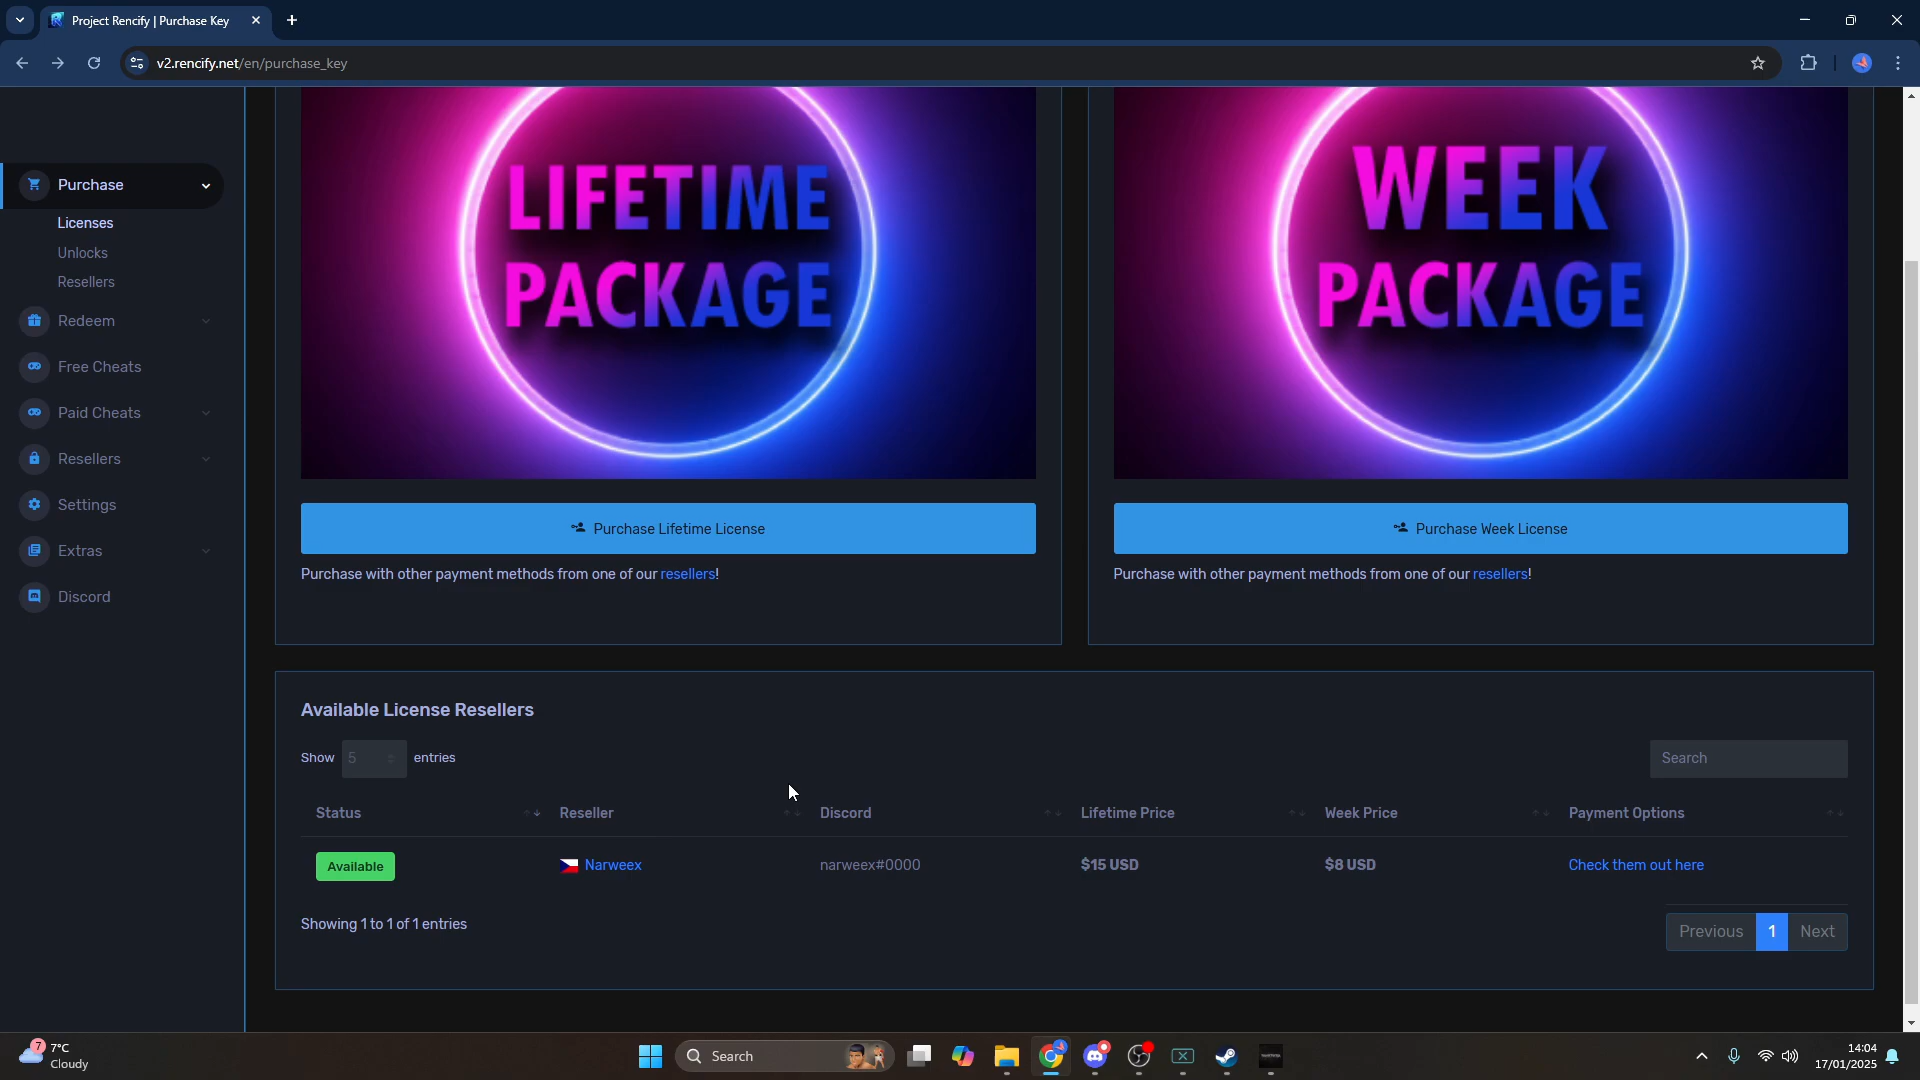 Project Rencify | Purchase Key
v2.rencify.net/en/purchase_key
Purchase
Licenses
Unlocks
Resellers
Redeem
Free Cheats
Paid Cheats
Resellers
Settings
Extras
Discord
LIFETIME
PACKAGE
Purchase Lifetime License
Purchase with other payment methods from one of our resellers!
WEEK
PACKAGE
Purchase Week License
Purchase with other payment methods from one of our resellers!
Available License Resellers
Show 5 entries
Search
Status Reseller Discord Lifetime Price Week Price Payment Options
Available Narweex narweex#0000 $15 USD $8 USD Check them out here
Showing 1 to 1 of 1 entries
Previous 1 Next
7
7°C
Cloudy
Search
14:04
17/01/2025